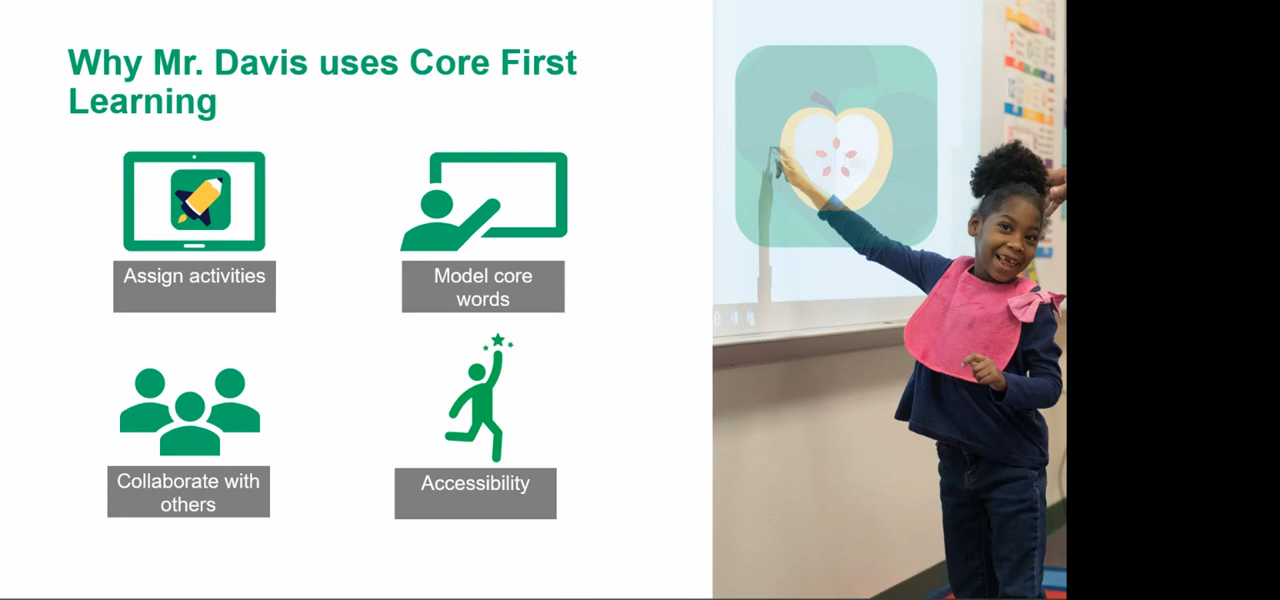 Why Mr. Davis uses Core First
Learning
Assign activities
Model core
words
Collaborate with
others
Accessibility